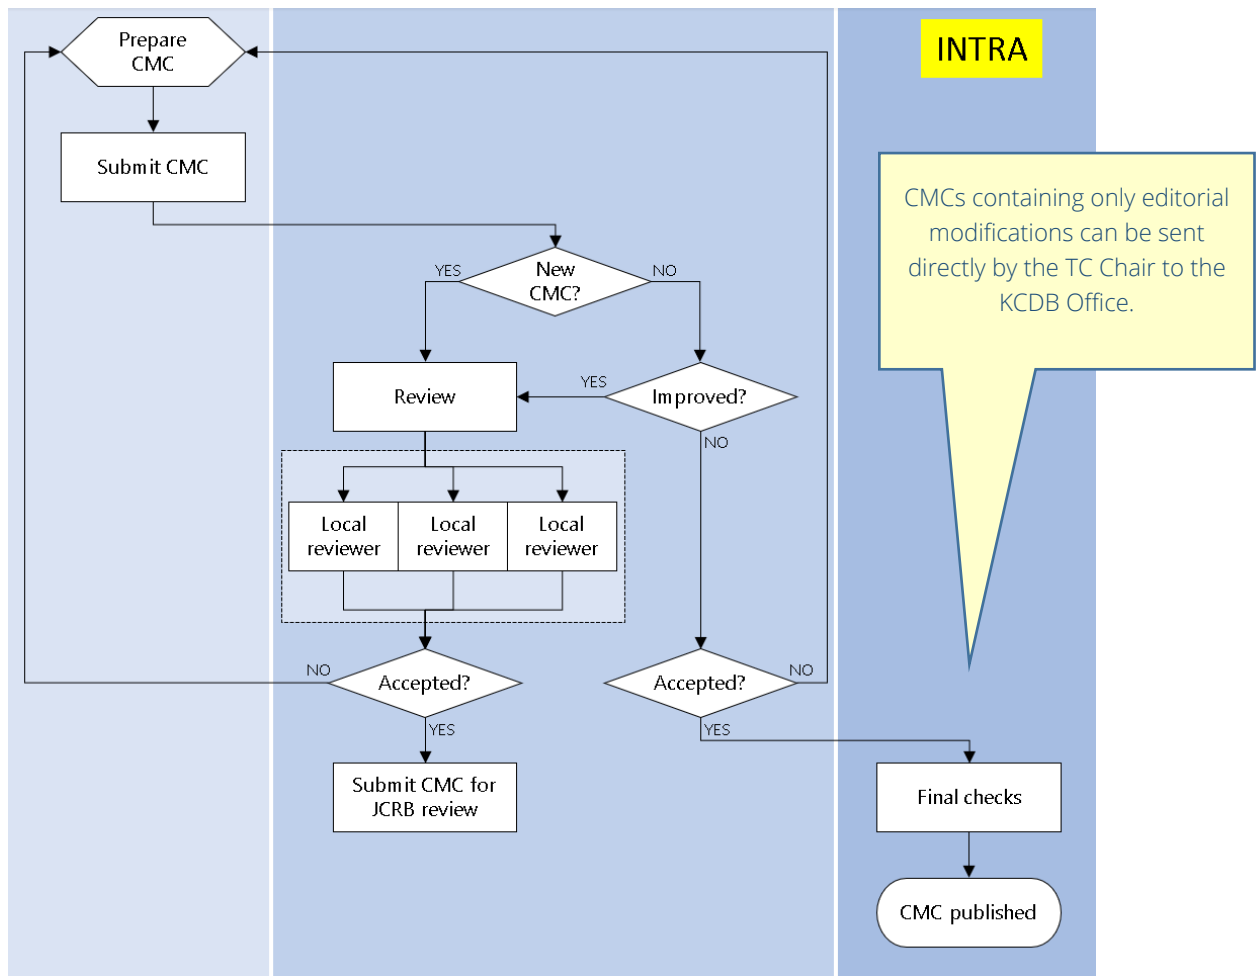 Prepare
CMC
INTRA
Submit CMC
CMCs containing only editorial
modifications can be sent
directly by the TC Chair to the
KCDB Office.
YES
New
CMC?
NO
Review
YES
Improved?
NO
Local
reviewer
Local
reviewer
Local
reviewer
NO
Accepted?
YES
Accepted?
NO
YES
Submit CMC for
JCRB review
Final checks
CMC published